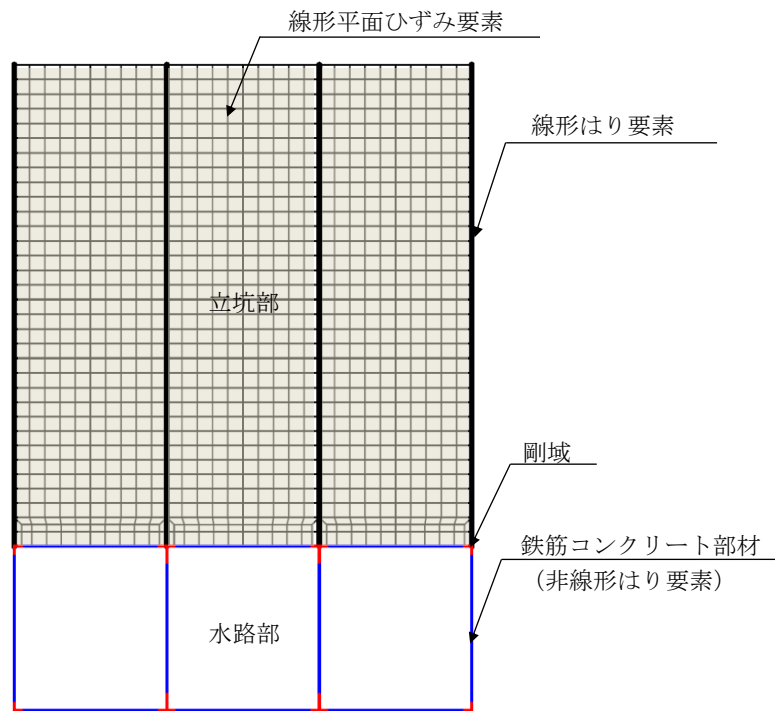 線形平面ひずみ要素
線形はり要素
立坑部
剛域
鉄筋コンクリート部材
（非線形はり要素）
水路部